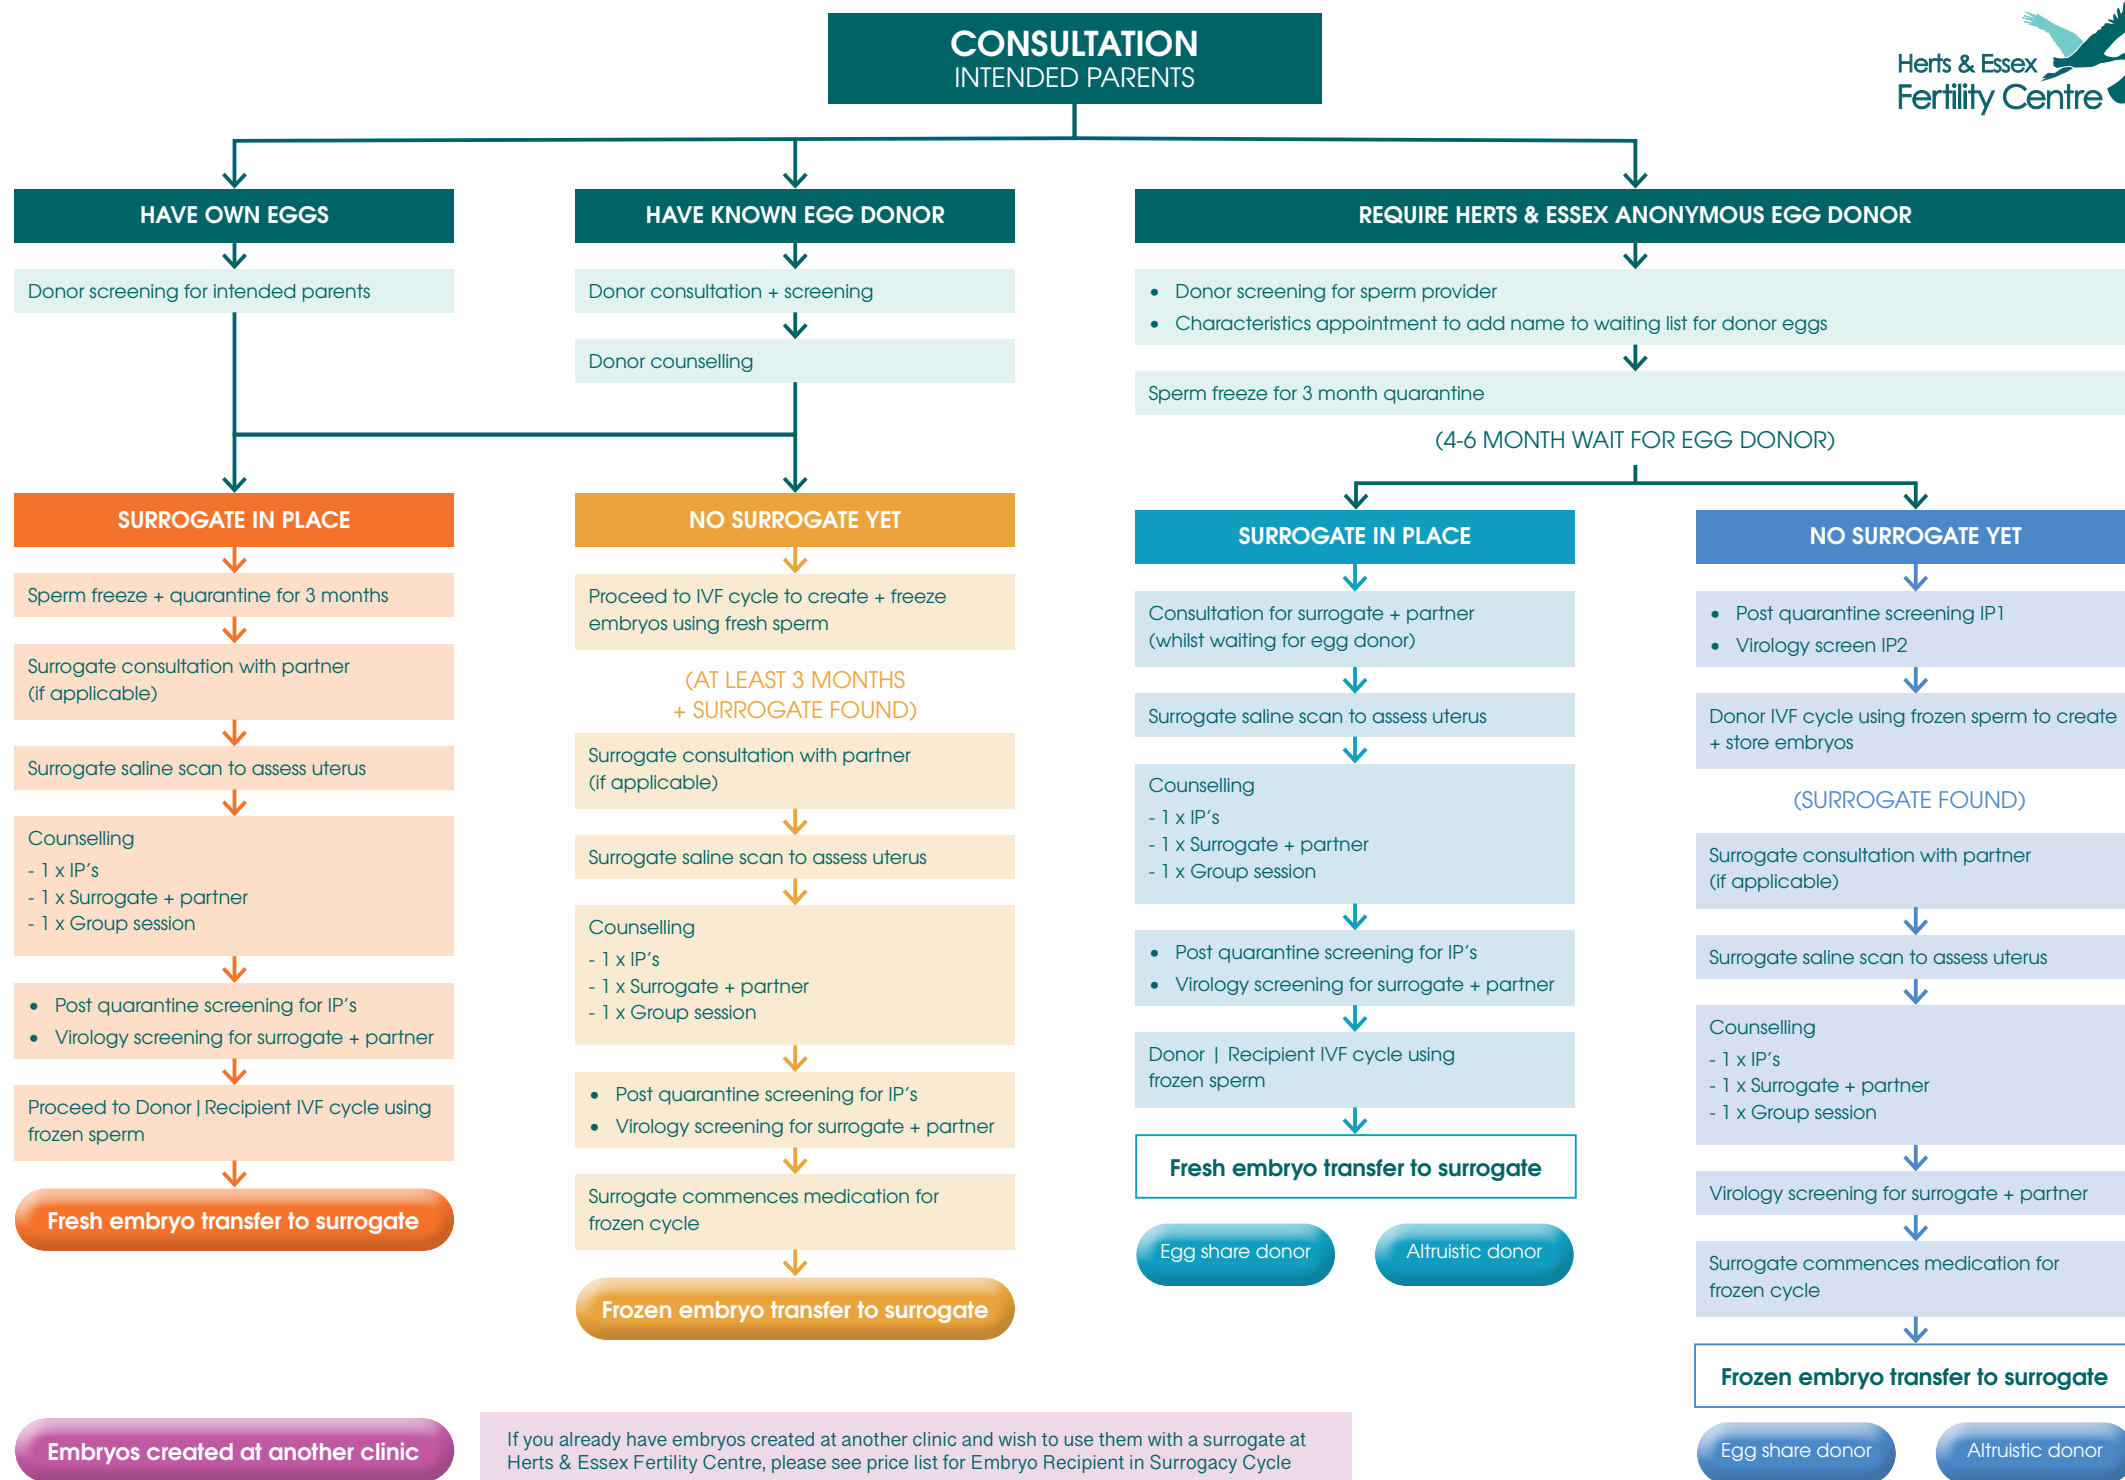 CONSULTATION
INTENDED PARENTS
Herts & Essex
Fertility Centre
HAVE OWN EGGS
Donor screening for intended parents
HAVE KNOWN EGG DONOR
Donor consultation + screening
Donor counselling
REQUIRE HERTS & ESSEX ANONYMOUS EGG DONOR
• Donor screening for sperm provider
• Characteristics appointment to add name to waiting list for donor eggs
Sperm freeze for 3 month quarantine
(4-6 MONTH WAIT FOR EGG DONOR)
SURROGATE IN PLACE
Sperm freeze + quarantine for 3 months
Surrogate consultation with partner
(if applicable)
Surrogate saline scan to assess uterus
Counselling
- 1 x IP's
- 1 x Surrogate + partner
- 1 x Group session
• Post quarantine screening for IP's
• Virology screening for surrogate + partner
Proceed to Donor | Recipient IVF cycle using
frozen sperm
Fresh embryo transfer to surrogate
NO SURROGATE YET
Proceed to IVF cycle to create + freeze
embryos using fresh sperm
(AT LEAST 3 MONTHS
+ SURROGATE FOUND)
Surrogate consultation with partner
(if applicable)
Surrogate saline scan to assess uterus
Counselling
- 1 x IP's
- 1 x Surrogate + partner
- 1 x Group session
• Post quarantine screening for IP's
• Virology screening for surrogate + partner
Surrogate commences medication for
frozen cycle
Frozen embryo transfer to surrogate
SURROGATE IN PLACE
Consultation for surrogate + partner
(whilst waiting for egg donor)
Surrogate saline scan to assess uterus
Counselling
- 1 x IP's
- 1 x Surrogate + partner
- 1 x Group session
• Post quarantine screening for IP's
• Virology screening for surrogate + partner
Donor | Recipient IVF cycle using
frozen sperm
Fresh embryo transfer to surrogate
Egg share donor
Altruistic donor
NO SURROGATE YET
• Post quarantine screening IP1
• Virology screen IP2
Donor IVF cycle using frozen sperm to create
+ store embryos
(SURROGATE FOUND)
Surrogate consultation with partner
(if applicable)
Surrogate saline scan to assess uterus
Counselling
- 1 x IP's
- 1 x Surrogate + partner
- 1 x Group session
Virology screening for surrogate + partner
Surrogate commences medication for
frozen cycle
Frozen embryo transfer to surrogate
Egg share donor
Altruistic donor
Embryos created at another clinic
If you already have embryos created at another clinic and wish to use them with a surrogate at
Herts & Essex Fertility Centre, please see price list for Embryo Recipient in Surrogacy Cycle